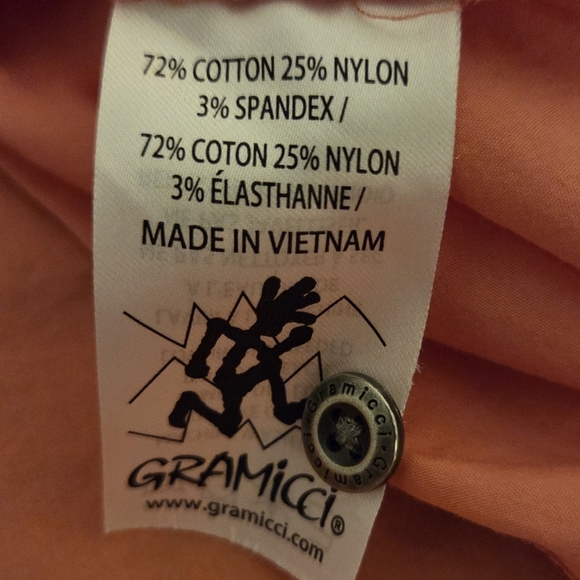 72% COTTON 25% NYLON
3% SPANDEX /
72% COTON 25% NYLON
3% ÉLASTHANNE /
MADE IN VIETNAM
GRAMiCCi®
www.gramicci.com
Gramicci • Gramicci